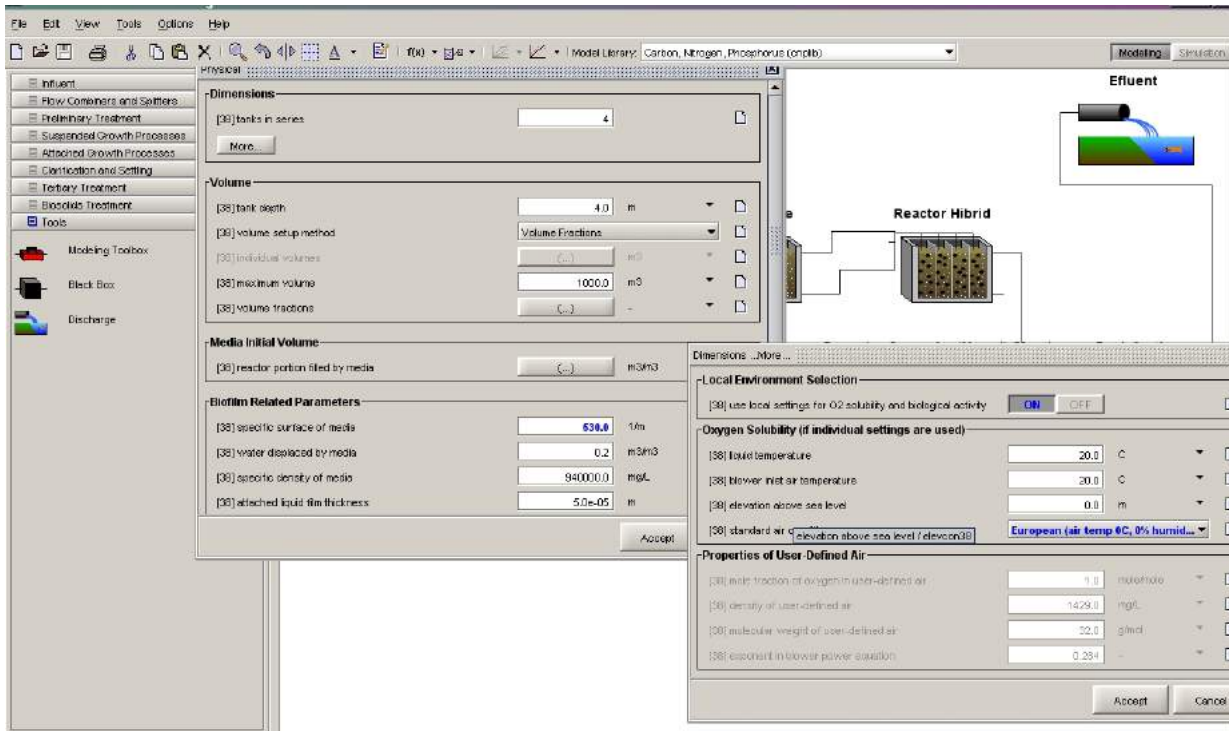 File Edit View Tools Options Help
f(x) Model Library: Carbon, Nitrogen, Phosphorus (cnplib) Modeling Simulation
Influent
Flow Combiners and Splitters
Preliminary Treatment
Suspended Growth Processes
Attached Growth Processes
Clarification and Settling
Tertiary Treatment
Biosolids Treatment
Tools
Modeling Toolbox
Black Box
Discharge
Physical
Dimensions
[38] tanks in series 4
More...
Volume
[38] tank depth 4.0 m
[38] volume setup method Volume Fractions
[38] individual volumes (...) m3
[38] maximum volume 1000.0 m3
[38] volume fractions (...) -
Media Initial Volume
[38] reactor portion filled by media (...) m3/m3
Biofilm Related Parameters
[38] specific surface of media 530.0 1/m
[38] water displaced by media 0.2 m3/m3
[38] specific density of media 940000.0 mg/L
[38] attached liquid film thickness 5.0e-05 m
Accept
Efluent
Reactor Hibrid
Dimensions ...More...
Local Environment Selection
[38] use local settings for O2 solubility and biological activity ON OFF
Oxygen Solubility (if individual settings are used)
[38] liquid temperature 20.0 C
[38] blower inlet air temperature 20.0 C
[38] elevation above sea level 0.0 m
[38] standard air European (air temp 0C, 0% humid...
elevation above sea level / elevcon38
Properties of User-Defined Air
[38] mole fraction of oxygen in user-defined air 1.0 mole/mole
[38] density of user-defined air 1429.0 mg/L
[38] molecular weight of user-defined air 32.0 g/mol
[38] exponent in blower power equation 0.284 -
Accept Cancel